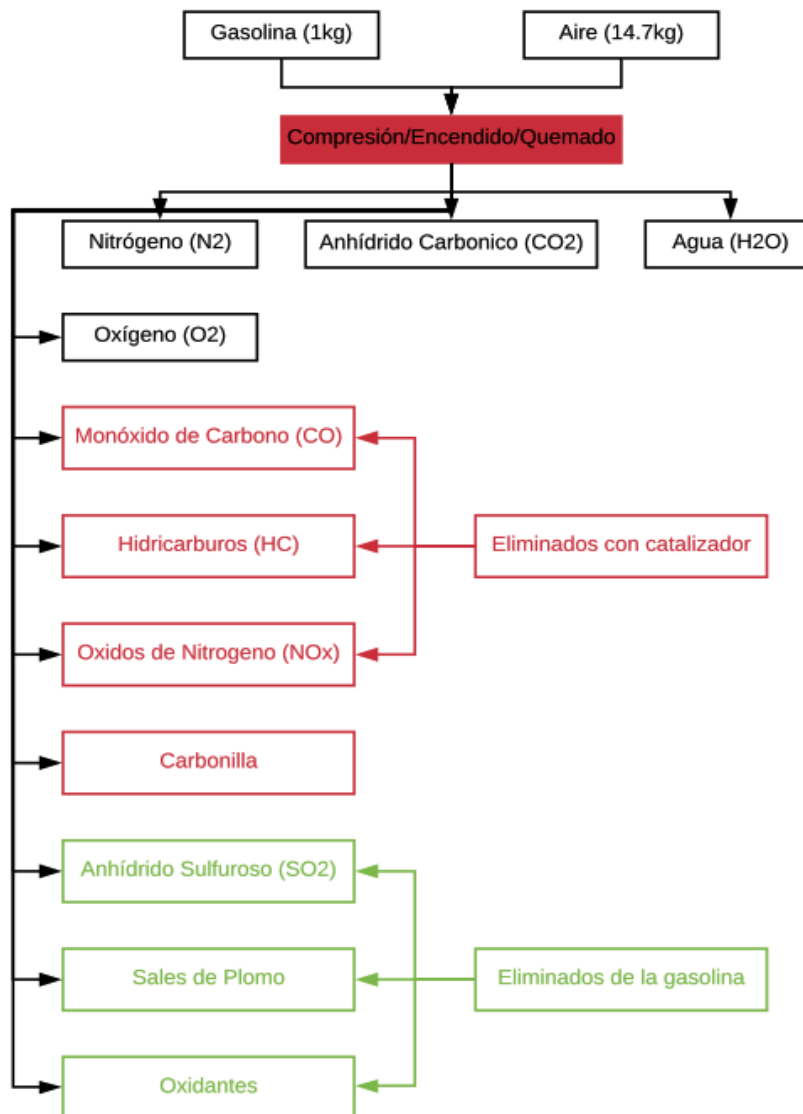 Gasolina (1kg)
Aire (14.7kg)
Compresión/Encendido/Quemado
Nitrógeno (N2)
Anhídrido Carbonico (CO2)
Agua (H2O)
Oxígeno (O2)
Monóxido de Carbono (CO)
Hidricarburos (HC)
Eliminados con catalizador
Oxidos de Nitrogeno (NOx)
Carbonilla
Anhídrido Sulfuroso (SO2)
Sales de Plomo
Eliminados de la gasolina
Oxidantes